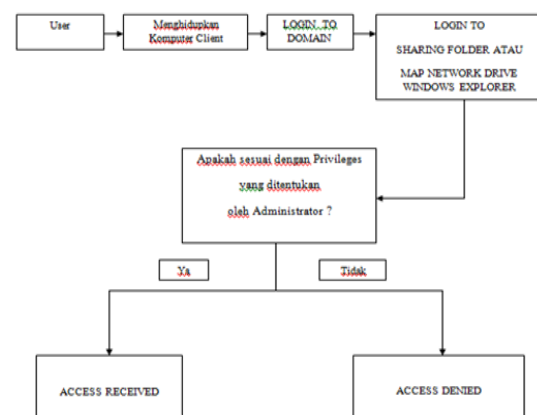 User
Menghidupkan
Komputer Client
LOGIN TO
DOMAIN
LOGIN TO
SHARING FOLDER ATAU
MAP NETWORK DRIVE
WINDOWS EXPLORER
Apakah sesuai dengan Privileges
yang ditentukan
oleh Administrator ?
Ya
Tidak
ACCESS RECEIVED
ACCESS DENIED